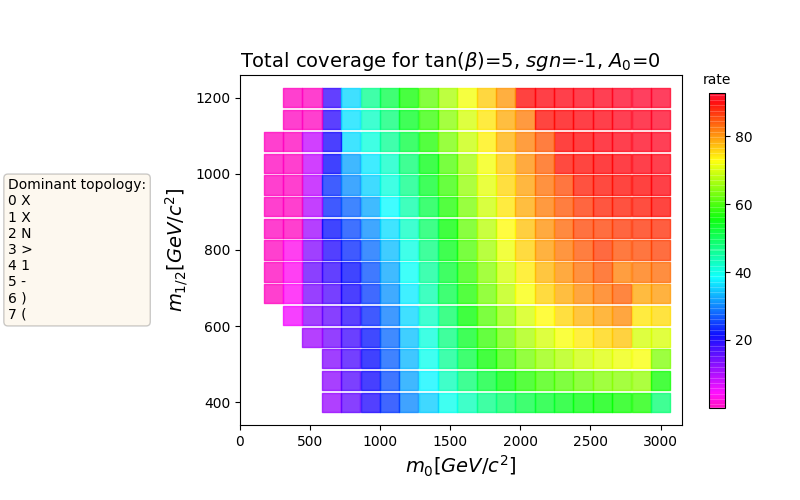 Total coverage for tan(β)=5, sgn=-1, A₀=0
rate
Dominant topology:
0 X
1 X
2 N
3 >
4 1
5 -
6 )
7 (
m₁/₂[GeV/c²]
1200
1000
800
600
400
0 500 1000 1500 2000 2500 3000
m₀[GeV/c²]
80
60
40
20